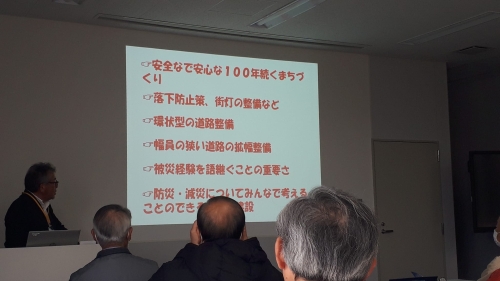 ☞安全なで安心な１００年続くまちづ
くり
☞落下防止策、街灯の整備など
☞環状型の道路整備
☞幅員の狭い道路の拡幅整備
☞被災経験を語継ぐことの重要さ
☞防災・減災についてみんなで考える
ことのでき
設